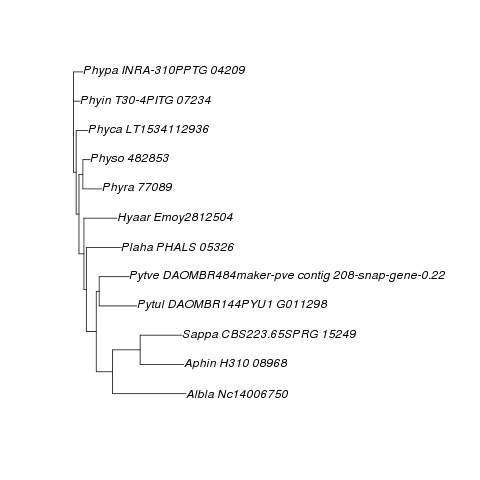 Phypa INRA-310PPTG 04209
Phyin T30-4PITG 07234
Phyca LT1534112936
Physo 482853
Phyra 77089
Hyaar Emoy2812504
Plaha PHALS 05326
Pytve DAOMBR484maker-pve contig 208-snap-gene-0.22
Pytul DAOMBR144PYU1 G011298
Sappa CBS223.65SPRG 15249
Aphin H310 08968
Albla Nc14006750